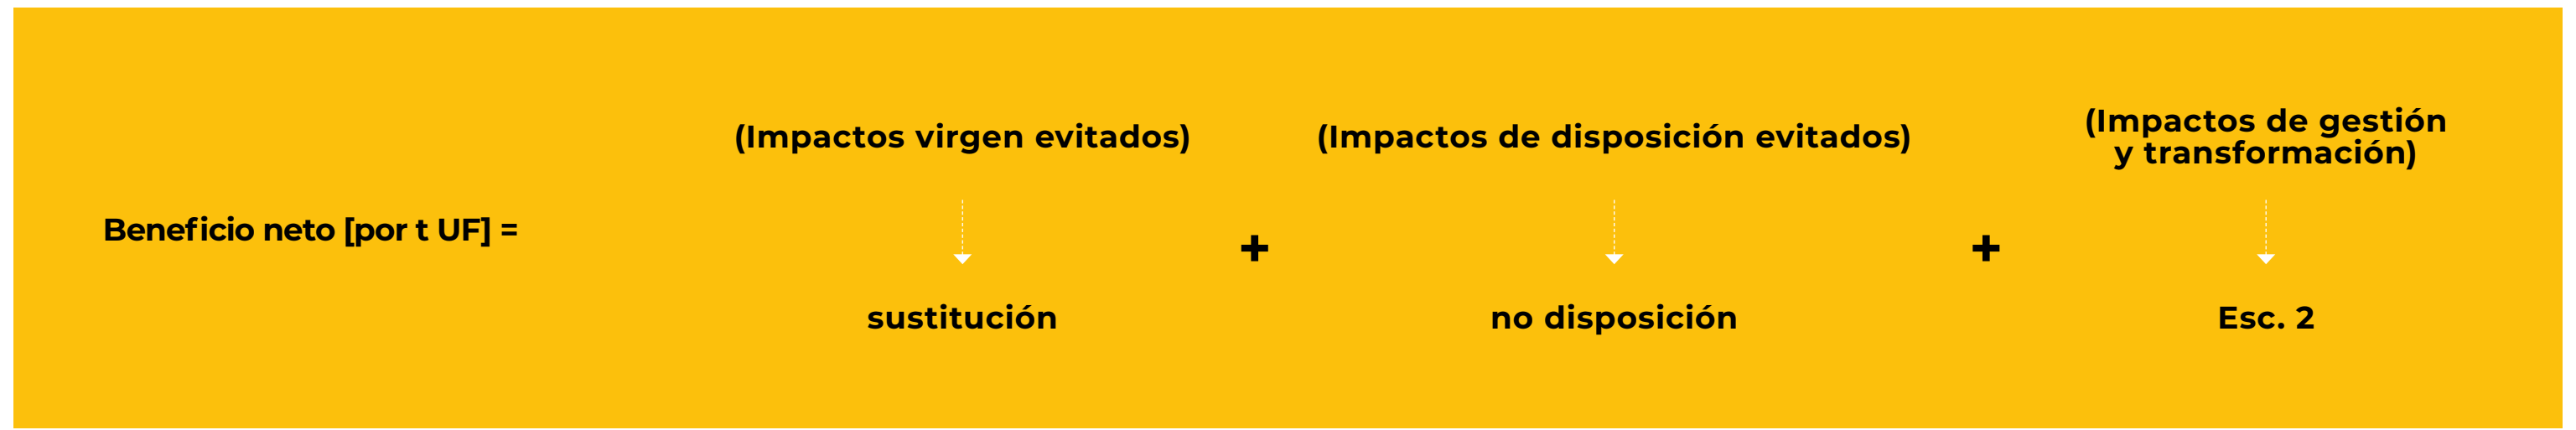 Beneficio neto [por t UF] =
(Impactos virgen evitados)
sustitución
+
(Impactos de disposición evitados)
no disposición
+
(Impactos de gestión
y transformación)
Esc. 2